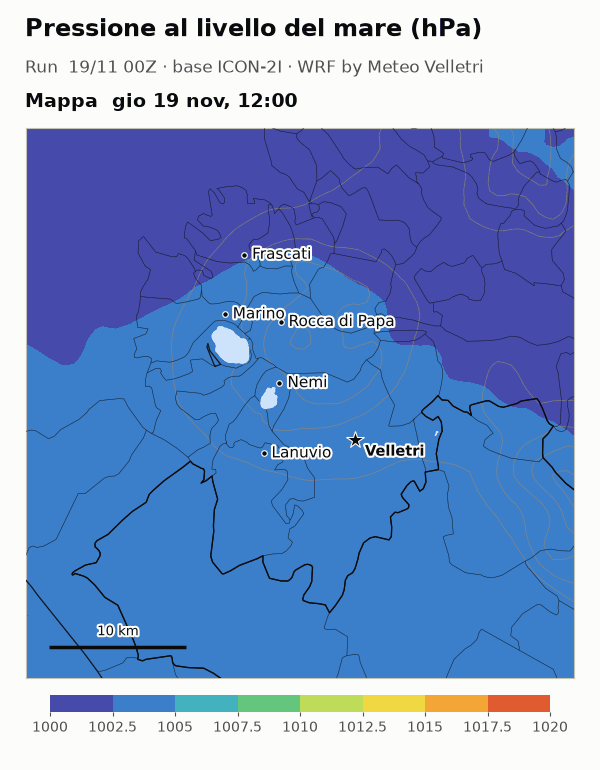 Pressione al livello del mare (hPa)
Run  19/11 00Z · base ICON-2I · WRF by Meteo Velletri
Mappa  gio 19 nov, 12:00
Frascati
Marino
Rocca di Papa
Nemi
Velletri
Lanuvio
10 km
1000 1002.5 1005 1007.5 1010 1012.5 1015 1017.5 1020